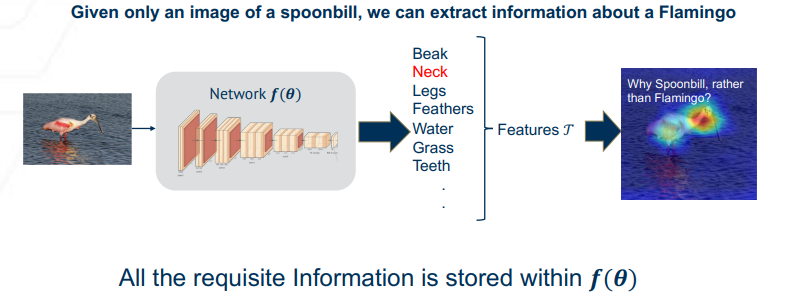 Given only an image of a spoonbill, we can extract information about a Flamingo
Network f(θ)
Beak
Neck
Legs
Feathers
Water
Grass
Teeth
.
.
Features 𝒯
Why Spoonbill, rather
than Flamingo?
All the requisite Information is stored within f(θ)